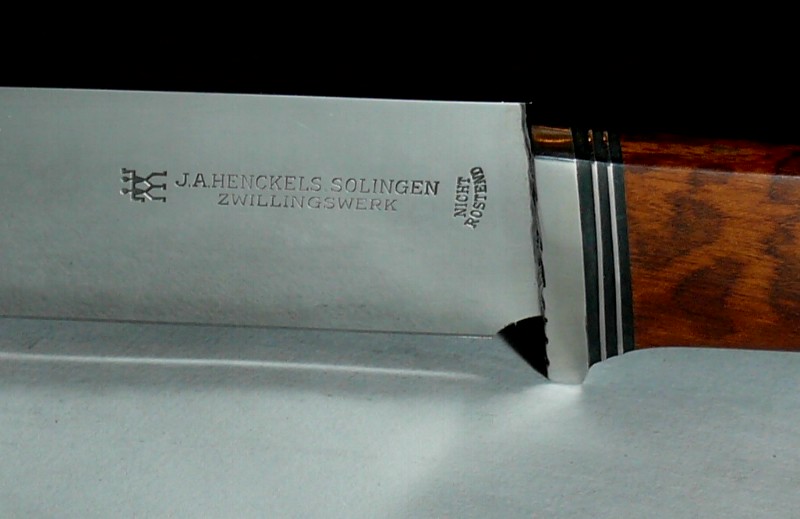 J.A.HENCKELS SOLINGEN
ZWILLINGSWERK
NICHT
ROSTEND